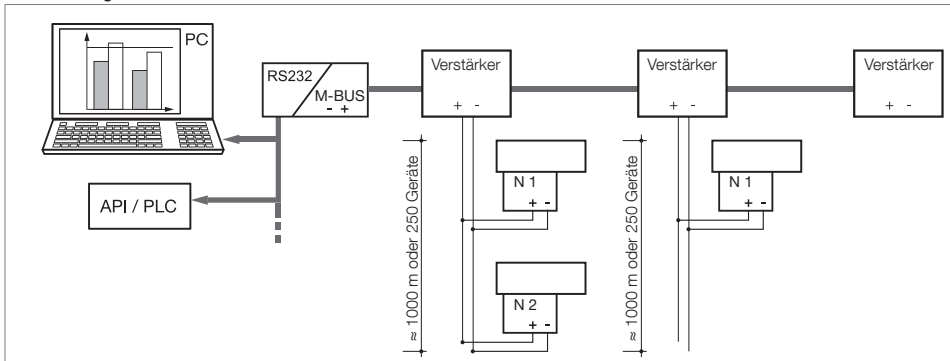 PC
RS232
M-BUS
- +
Verstärker
+ -
Verstärker
+ -
Verstärker
+ -
API / PLC
≈ 1000 m oder 250 Geräte
N 1
+ -
N 2
+ -
≈ 1000 m oder 250 Geräte
N 1
+ -